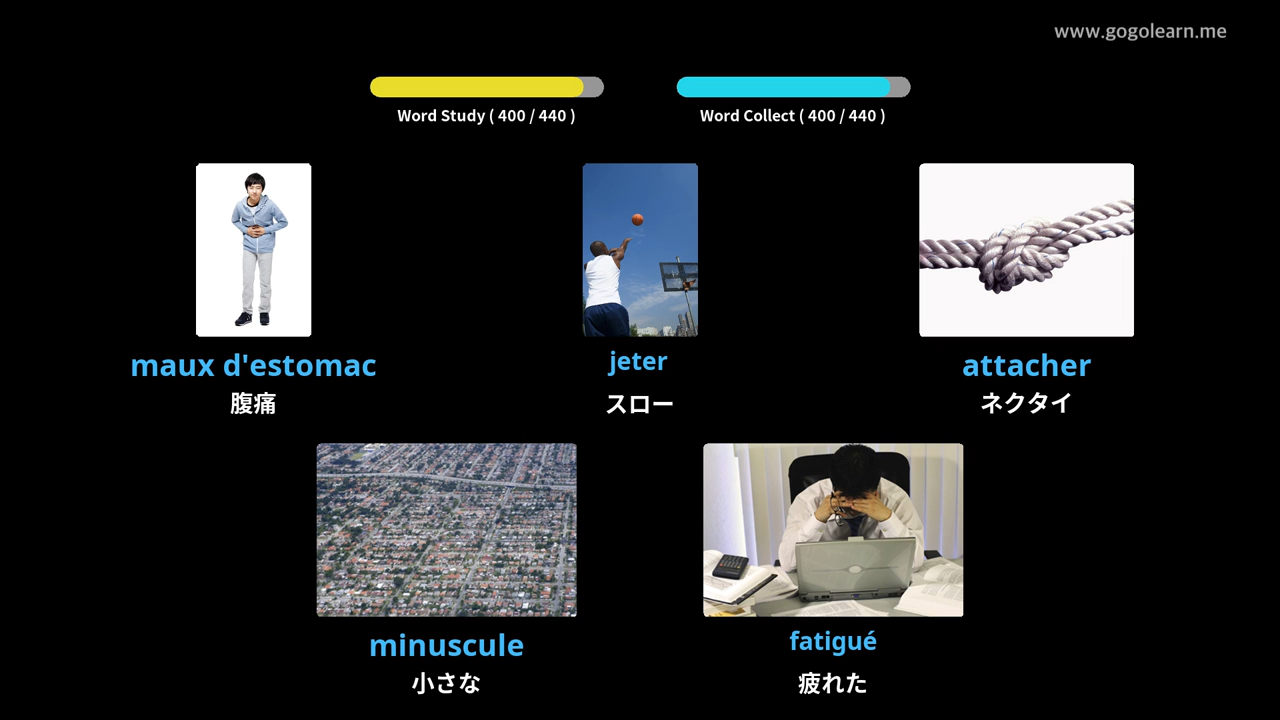 www.gogolearn.me
Word Study ( 400 / 440 )
Word Collect ( 400 / 440 )
maux d'estomac
腹痛
jeter
スロー
attacher
ネクタイ
minuscule
小さな
fatigué
疲れた